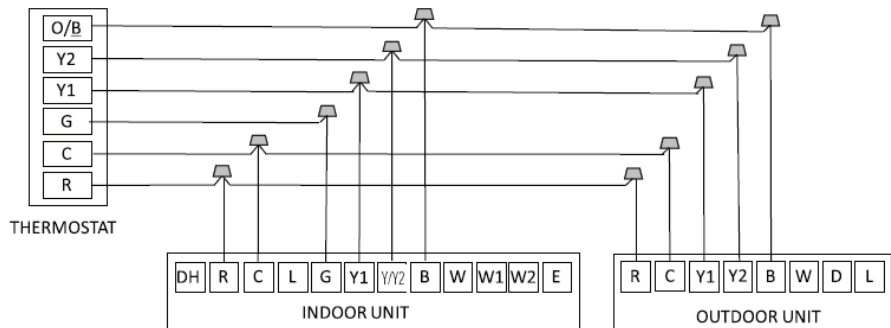 O/B
Y2
Y1
G
C
R
THERMOSTAT
DH R C L G Y1 Y/Y2 B W W1 W2 E
INDOOR UNIT
R C Y1 Y2 B W D L
OUTDOOR UNIT